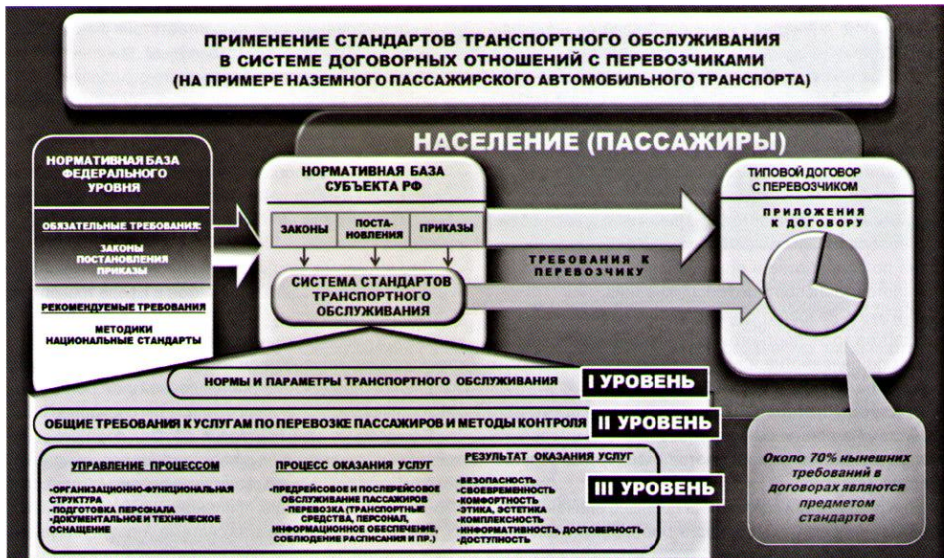 ПРИМЕНЕНИЕ СТАНДАРТОВ ТРАНСПОРТНОГО ОБСЛУЖИВАНИЯ
В СИСТЕМЕ ДОГОВОРНЫХ ОТНОШЕНИЙ С ПЕРЕВОЗЧИКАМИ
(НА ПРИМЕРЕ НАЗЕМНОГО ПАССАЖИРСКОГО АВТОМОБИЛЬНОГО ТРАНСПОРТА)
НАСЕЛЕНИЕ (ПАССАЖИРЫ)
НОРМАТИВНАЯ БАЗА
ФЕДЕРАЛЬНОГО
УРОВНЯ
ОБЯЗАТЕЛЬНЫЕ ТРЕБОВАНИЯ:
ЗАКОНЫ
ПОСТАНОВЛЕНИЯ
ПРИКАЗЫ
РЕКОМЕНДУЕМЫЕ ТРЕБОВАНИЯ
МЕТОДИКИ
НАЦИОНАЛЬНЫЕ СТАНДАРТЫ
НОРМАТИВНАЯ БАЗА
СУБЪЕКТА РФ
ЗАКОНЫ
ПОСТА-
НОВЛЕНИЯ
ПРИКАЗЫ
СИСТЕМА СТАНДАРТОВ
ТРАНСПОРТНОГО
ОБСЛУЖИВАНИЯ
ТРЕБОВАНИЯ К
ПЕРЕВОЗЧИКУ
ТИПОВОЙ ДОГОВОР
С ПЕРЕВОЗЧИКОМ
ПРИЛОЖЕНИЯ
К ДОГОВОРУ
НОРМЫ И ПАРАМЕТРЫ ТРАНСПОРТНОГО ОБСЛУЖИВАНИЯ
I УРОВЕНЬ
ОБЩИЕ ТРЕБОВАНИЯ К УСЛУГАМ ПО ПЕРЕВОЗКЕ ПАССАЖИРОВ И МЕТОДЫ КОНТРОЛЯ
II УРОВЕНЬ
УПРАВЛЕНИЕ ПРОЦЕССОМ
•ОРГАНИЗАЦИОННО-ФУНКЦИОНАЛЬНАЯ
СТРУКТУРА
•ПОДГОТОВКА ПЕРСОНАЛА
•ДОКУМЕНТАЛЬНОЕ И ТЕХНИЧЕСКОЕ
ОСНАЩЕНИЕ
ПРОЦЕСС ОКАЗАНИЯ УСЛУГ
•ПРЕДРЕЙСОВОЕ И ПОСЛЕРЕЙСОВОЕ
ОБСЛУЖИВАНИЕ ПАССАЖИРОВ
•ПЕРЕВОЗКА (ТРАНСПОРТНЫЕ
СРЕДСТВА, ПЕРСОНАЛ,
ИНФОРМАЦИОННОЕ ОБЕСПЕЧЕНИЕ,
СОБЛЮДЕНИЕ РАСПИСАНИЯ И ПР.)
РЕЗУЛЬТАТ ОКАЗАНИЯ УСЛУГ
•БЕЗОПАСНОСТЬ
•СВОЕВРЕМЕННОСТЬ
•КОМФОРТНОСТЬ
•ЭТИКА, ЭСТЕТИКА
•КОМПЛЕКСНОСТЬ
•ИНФОРМАТИВНОСТЬ, ДОСТОВЕРНОСТЬ
•ДОСТУПНОСТЬ
III УРОВЕНЬ
Около 70% нынешних
требований в
договорах являются
предметом
стандартов